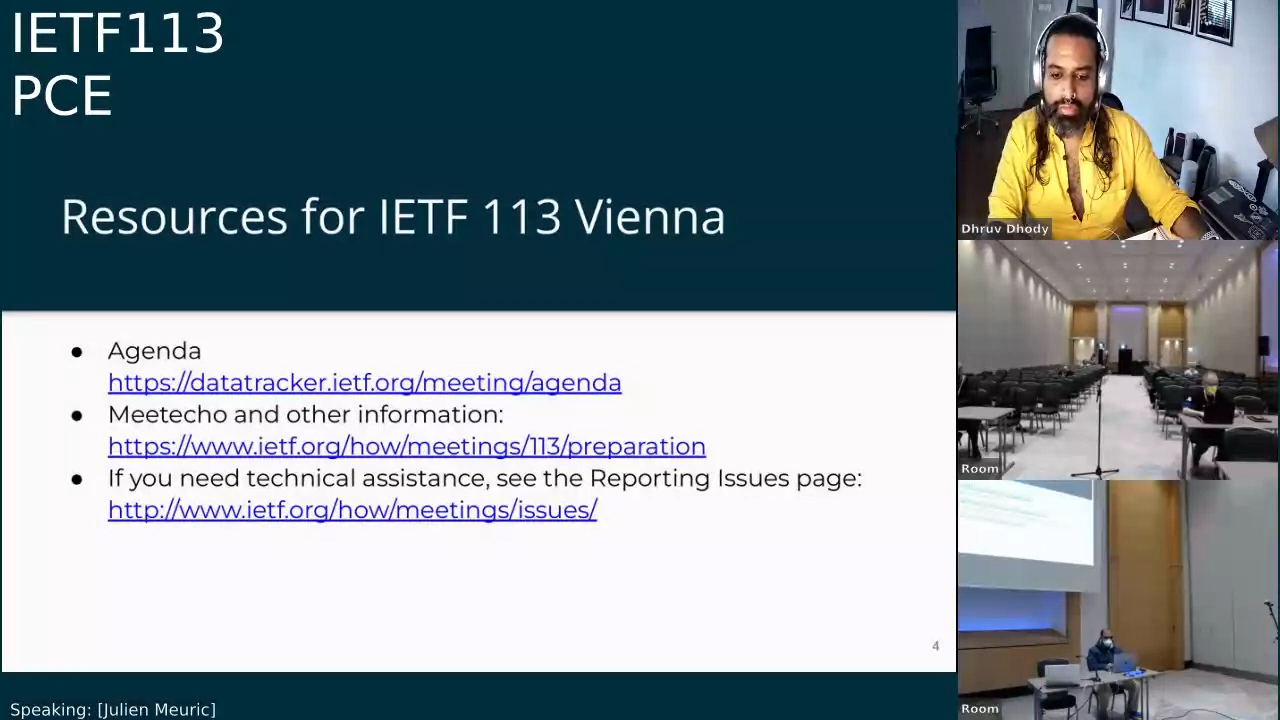 IETF113
PCE
Resources for IETF 113 Vienna
● Agenda
https://datatracker.ietf.org/meeting/agenda
● Meetecho and other information:
https://www.ietf.org/how/meetings/113/preparation
● If you need technical assistance, see the Reporting Issues page:
http://www.ietf.org/how/meetings/issues/
4
Speaking: [Julien Meuric]
Dhruv Dhody
Room
Room